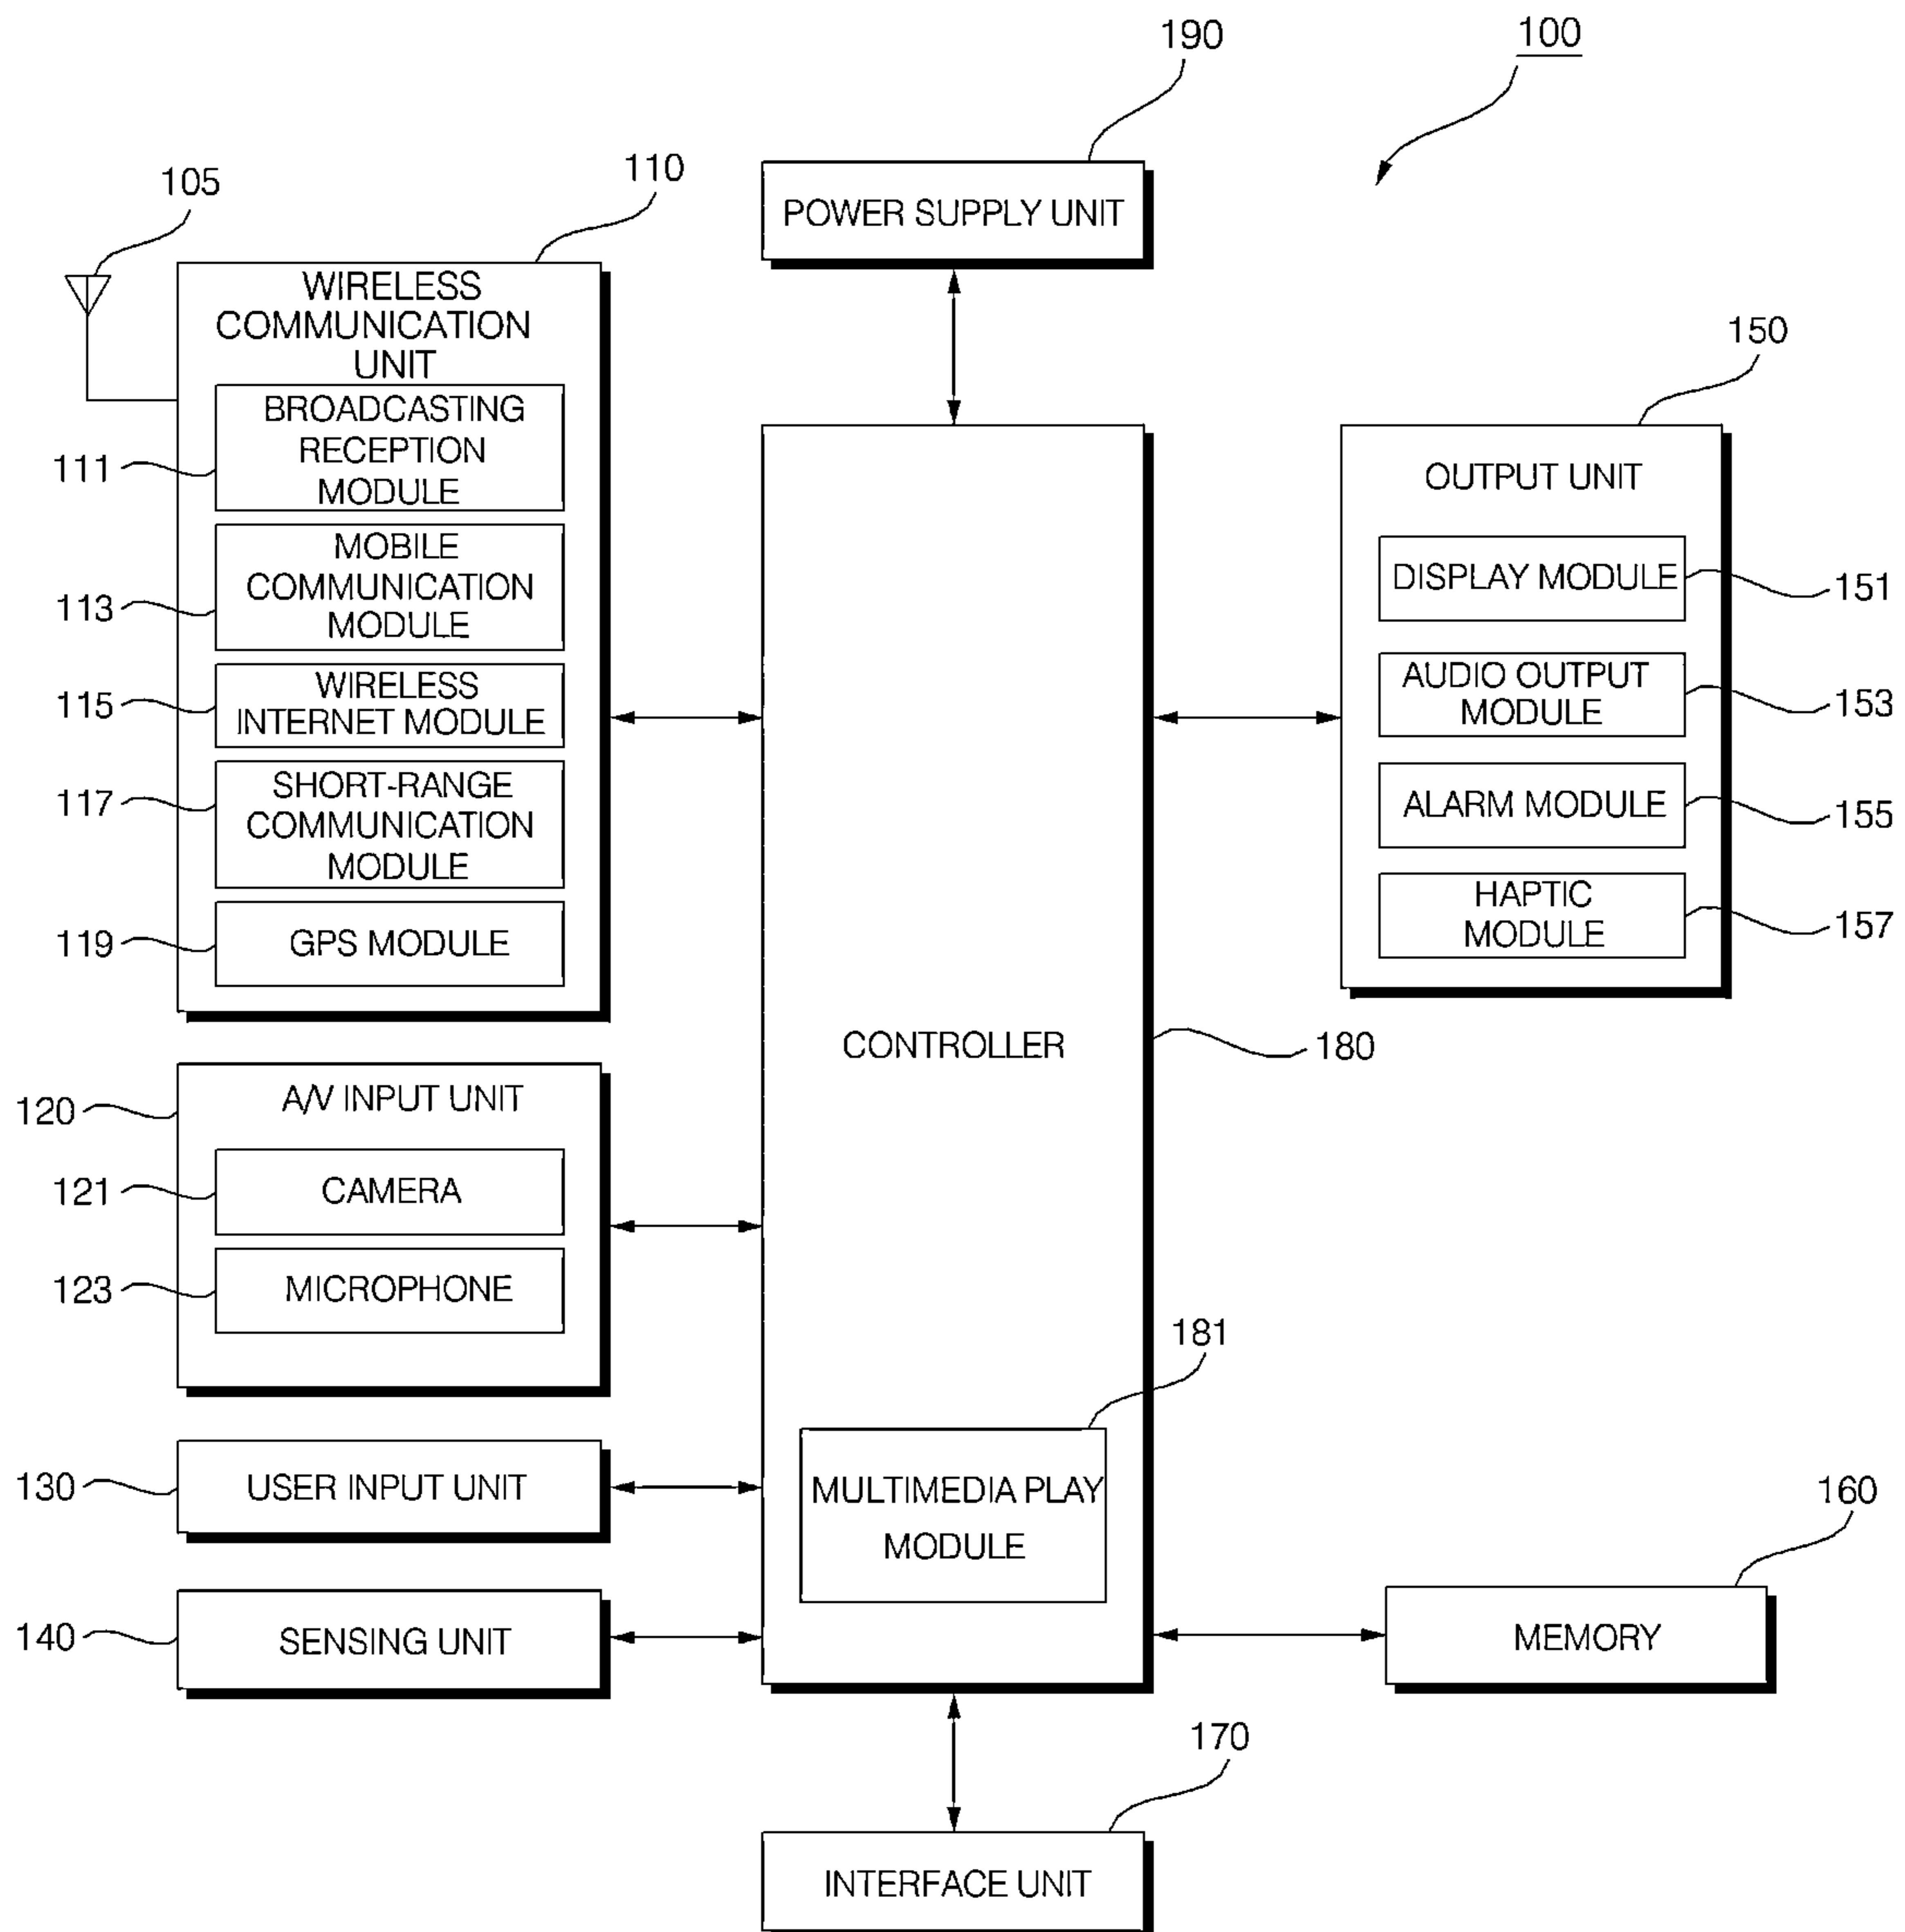 100
190
POWER SUPPLY UNIT
105
110
WIRELESS
COMMUNICATION
UNIT
111
BROADCASTING
RECEPTION
MODULE
113
MOBILE
COMMUNICATION
MODULE
115
WIRELESS
INTERNET MODULE
117
SHORT-RANGE
COMMUNICATION
MODULE
119
GPS MODULE
120
A/V INPUT UNIT
121
CAMERA
123
MICROPHONE
130
USER INPUT UNIT
140
SENSING UNIT
CONTROLLER
180
181
MULTIMEDIA PLAY
MODULE
150
OUTPUT UNIT
DISPLAY MODULE
151
AUDIO OUTPUT
MODULE
153
ALARM MODULE
155
HAPTIC
MODULE
157
160
MEMORY
170
INTERFACE UNIT